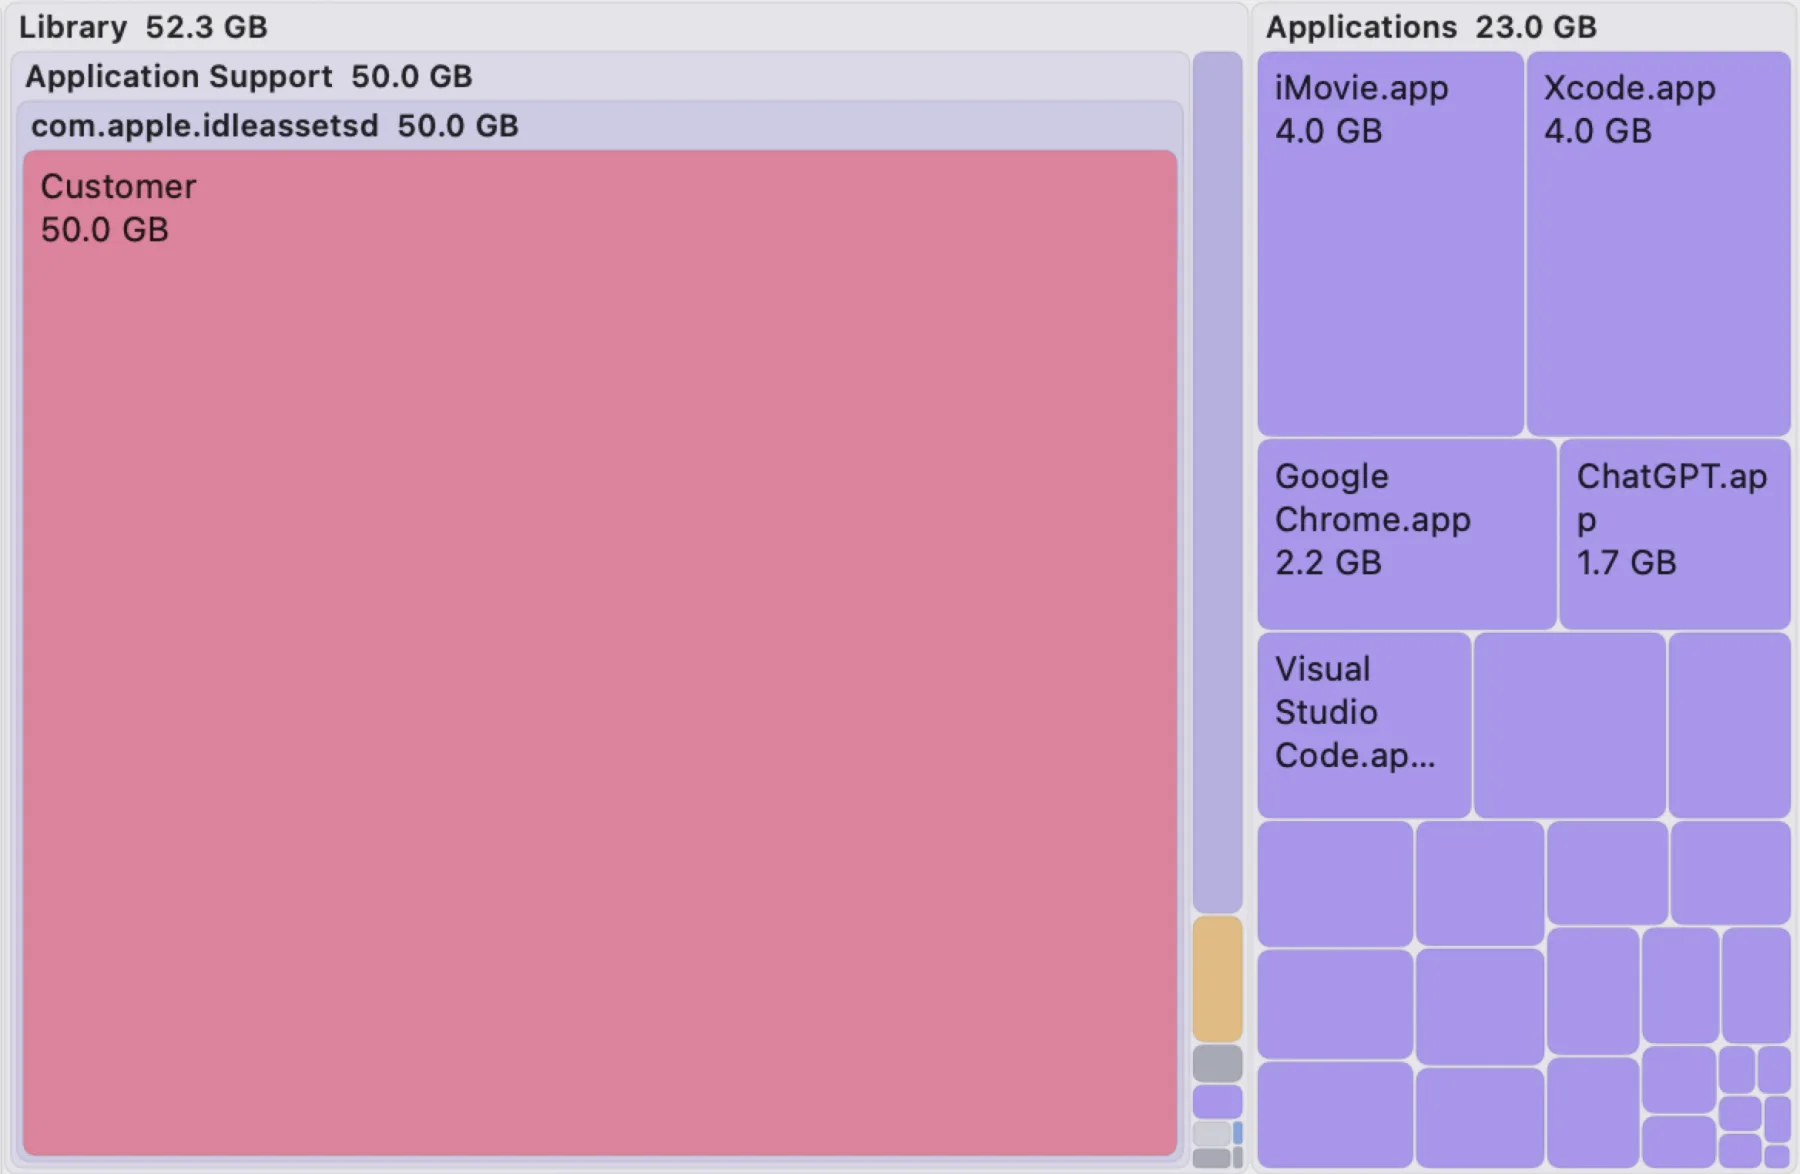 Library 52.3 GB
Application Support 50.0 GB
com.apple.idleassetsd 50.0 GB
Customer
50.0 GB
Applications 23.0 GB
iMovie.app
4.0 GB
Xcode.app
4.0 GB
Google
Chrome.app
2.2 GB
ChatGPT.ap
p
1.7 GB
Visual
Studio
Code.ap...